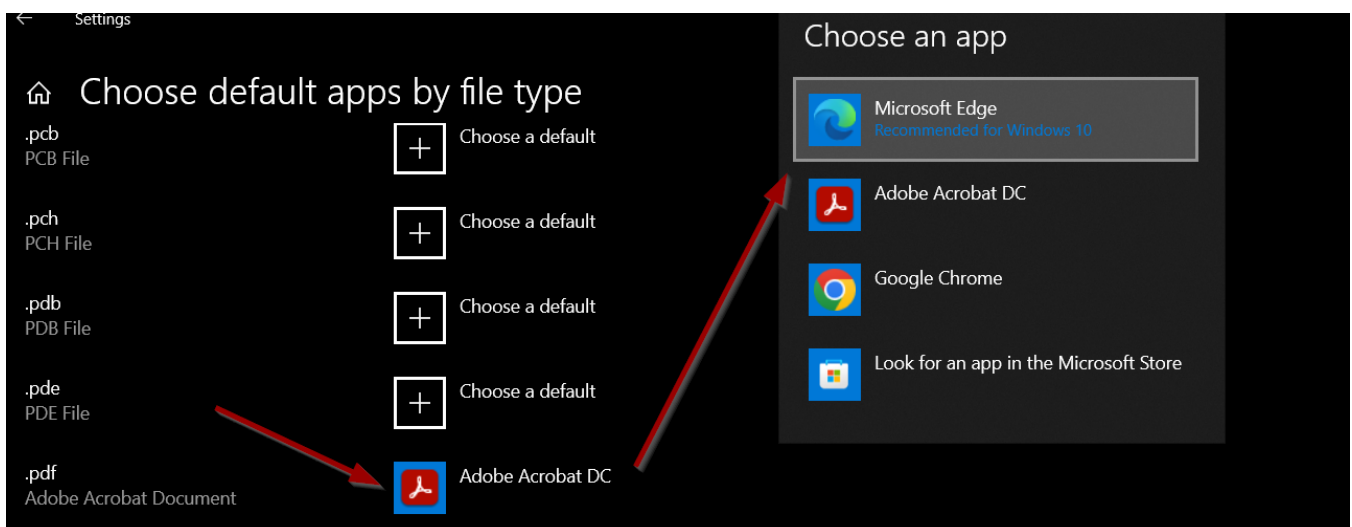 Settings
Choose default apps by file type
.pcb
PCB File
Choose a default
.pch
PCH File
Choose a default
.pdb
PDB File
Choose a default
.pde
PDE File
Choose a default
.pdf
Adobe Acrobat Document
Adobe Acrobat DC
Choose an app
Microsoft Edge
Recommended for Windows 10
Adobe Acrobat DC
Google Chrome
Look for an app in the Microsoft Store